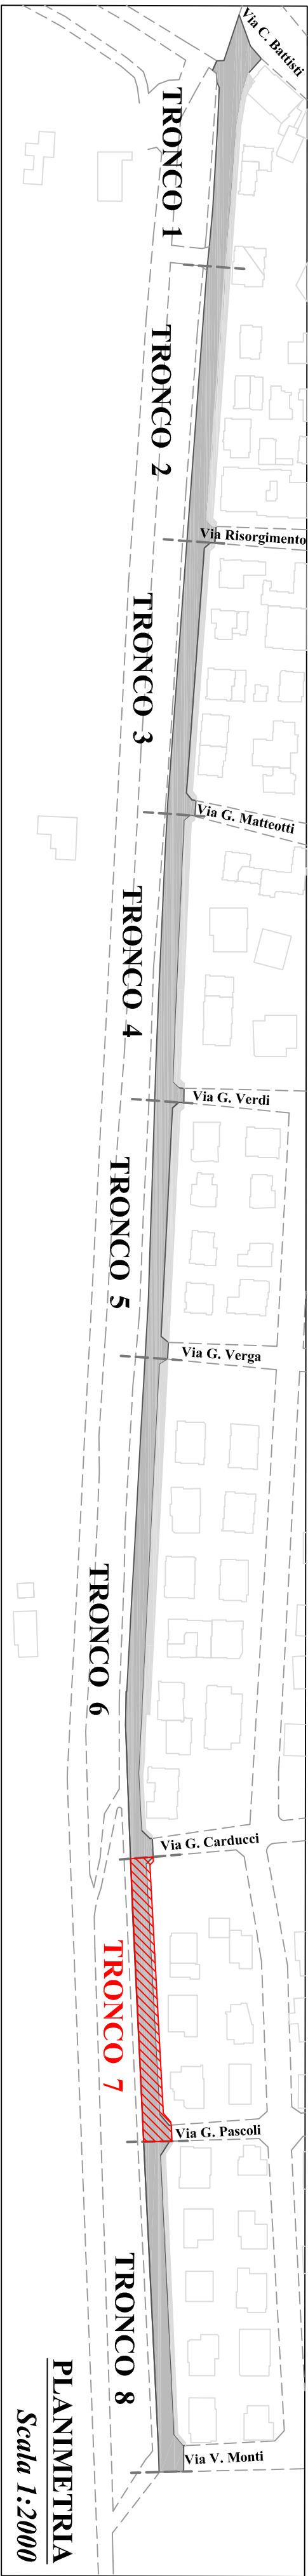 Via C. Battisti
TRONCO 1
TRONCO 2
Via Risorgimento
TRONCO 3
Via G. Matteotti
TRONCO 4
Via G. Verdi
TRONCO 5
Via G. Verga
TRONCO 6
Via G. Carducci
TRONCO 7
Via G. Pascoli
TRONCO 8
Via V. Monti
PLANIMETRIA
Scala 1:2000